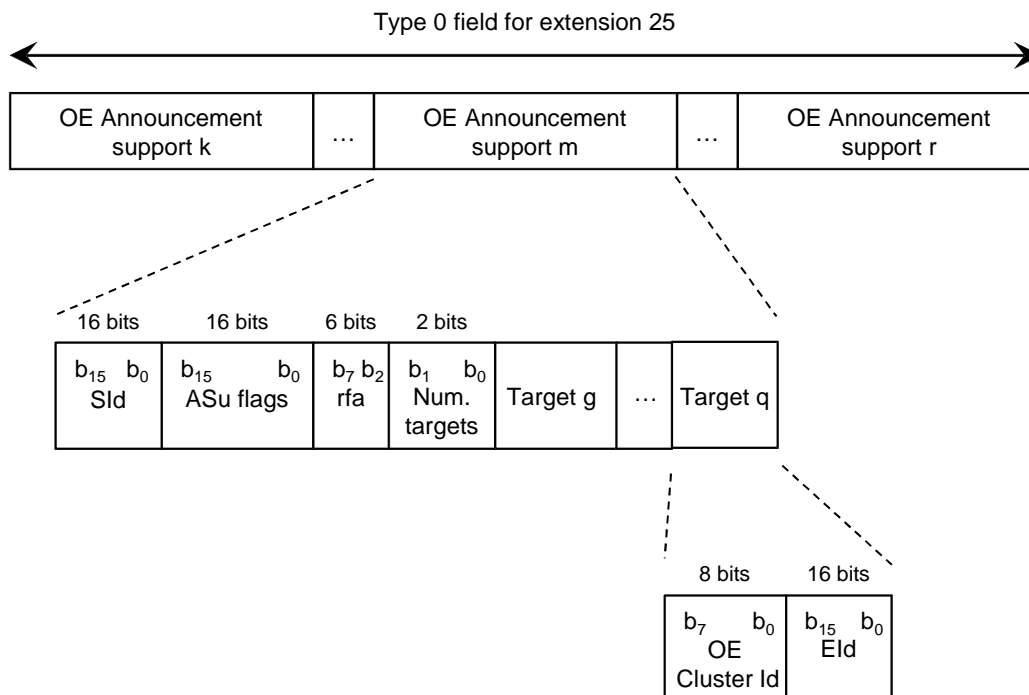 Type 0 field for extension 25
OE Announcement
support k
…
OE Announcement
support m
…
OE Announcement
support r
16 bits
16 bits
6 bits
2 bits
b15 b0
SId
b15 b0
ASu flags
b7 b2
rfa
b1 b0
Num.
targets
Target g
…
Target q
8 bits
16 bits
b7 b0
OE
Cluster Id
b15 b0
EId